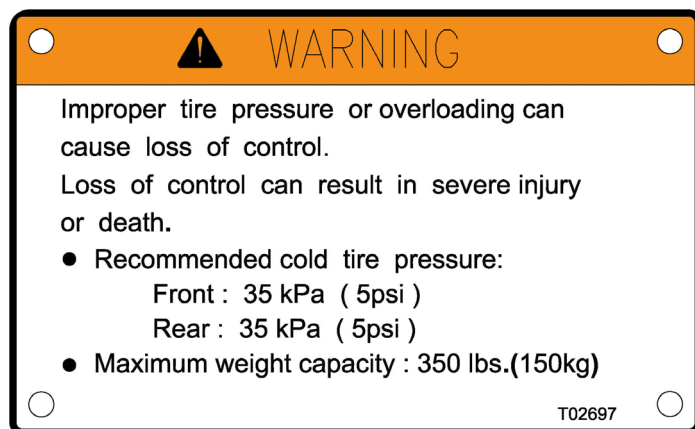 WARNING
Improper tire pressure or overloading can
cause loss of control.
Loss of control can result in severe injury
or death.
● Recommended cold tire pressure:
Front : 35 kPa ( 5psi )
Rear : 35 kPa ( 5psi )
● Maximum weight capacity : 350 lbs.(150kg)
T02697